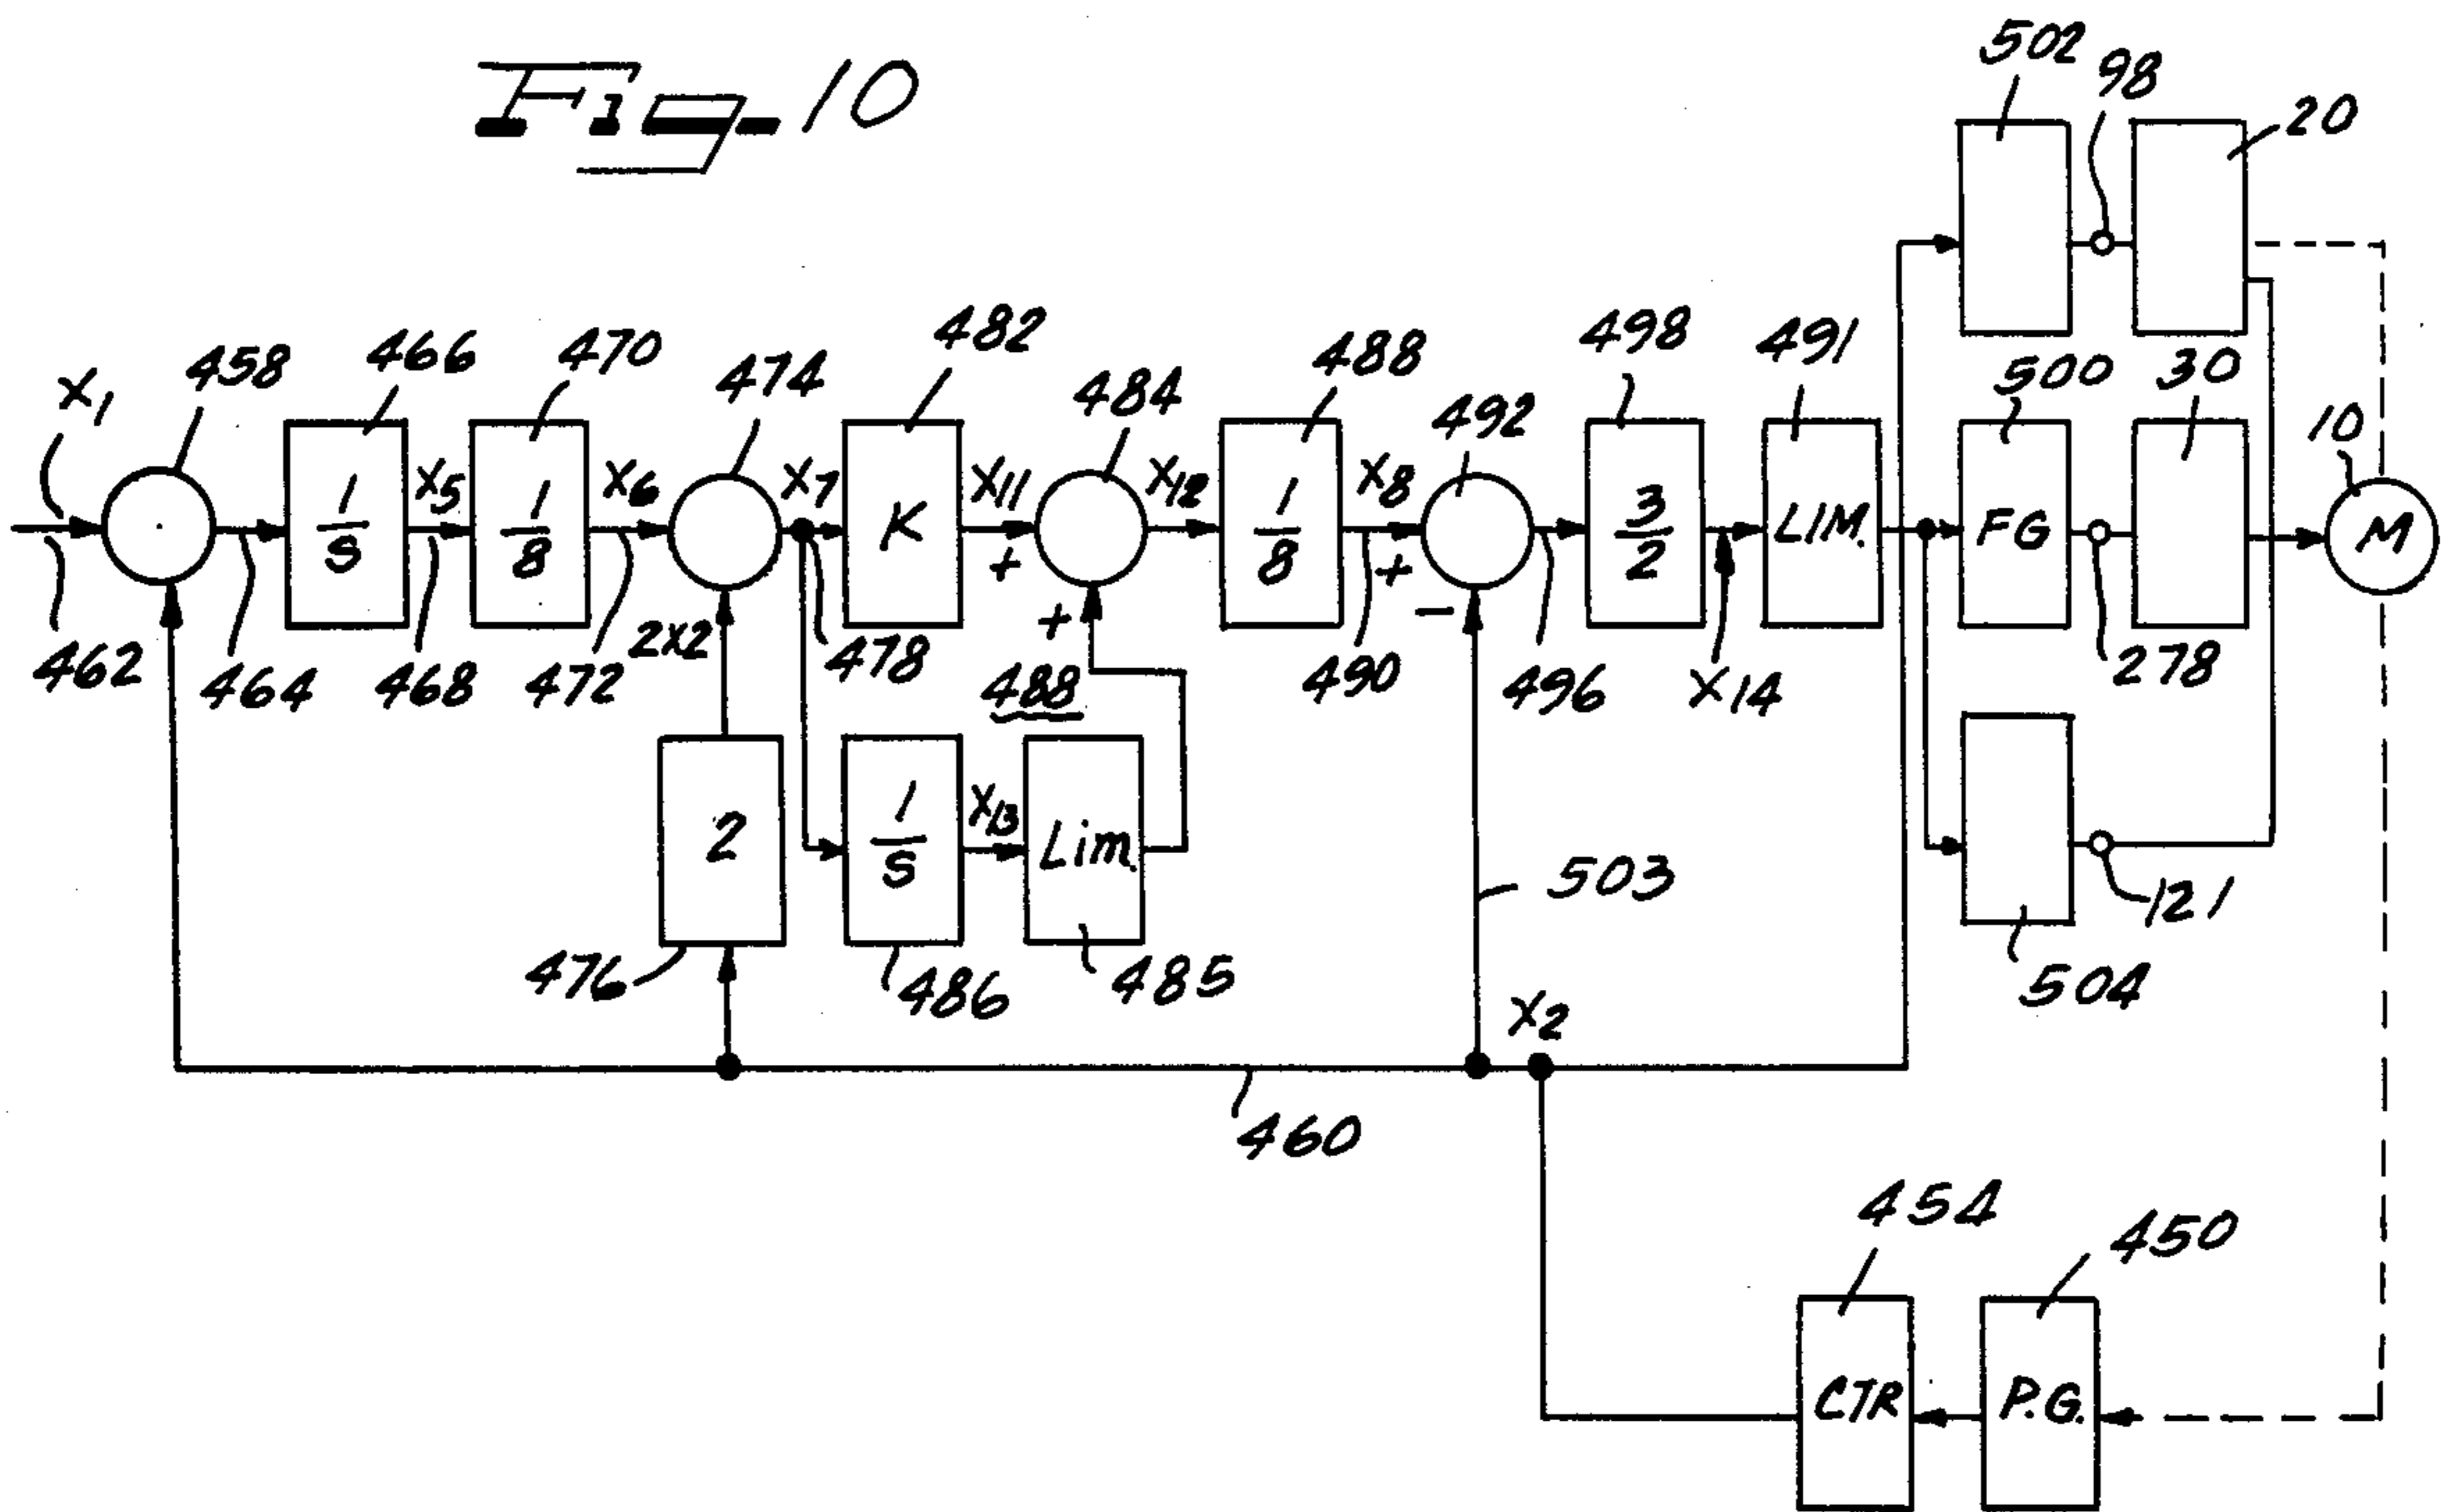 Fig-10
502
98
20
X1
458
466
470
474
482
484
488
492
498
491
500
30
10
1/s
X5
1/8
X6
X7
K
X11
+
X12
1/8
X8
+
3/2
LIM.
FG
M
462
464
468
472
2X2
478
+
488
490
−
496
X14
278
2
1/s
X13
Lim.
503
121
476
486
485
504
X2
460
454
450
CTR
P.G.